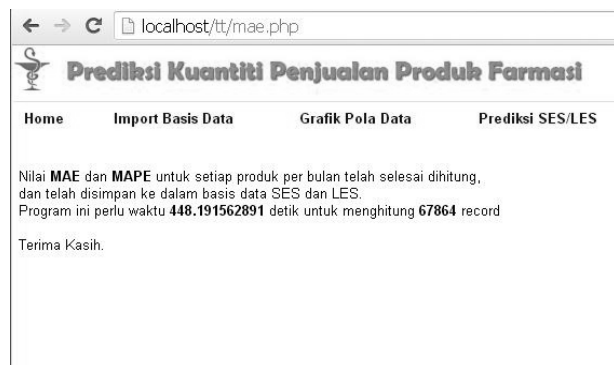 localhost/tt/mae.php
Prediksi Kuantiti Penjualan Produk Farmasi
Home Import Basis Data Grafik Pola Data Prediksi SES/LES
Nilai MAE dan MAPE untuk setiap produk per bulan telah selesai dihitung,
dan telah disimpan ke dalam basis data SES dan LES.
Program ini perlu waktu 448.191562891 detik untuk menghitung 67864 record
Terima Kasih.